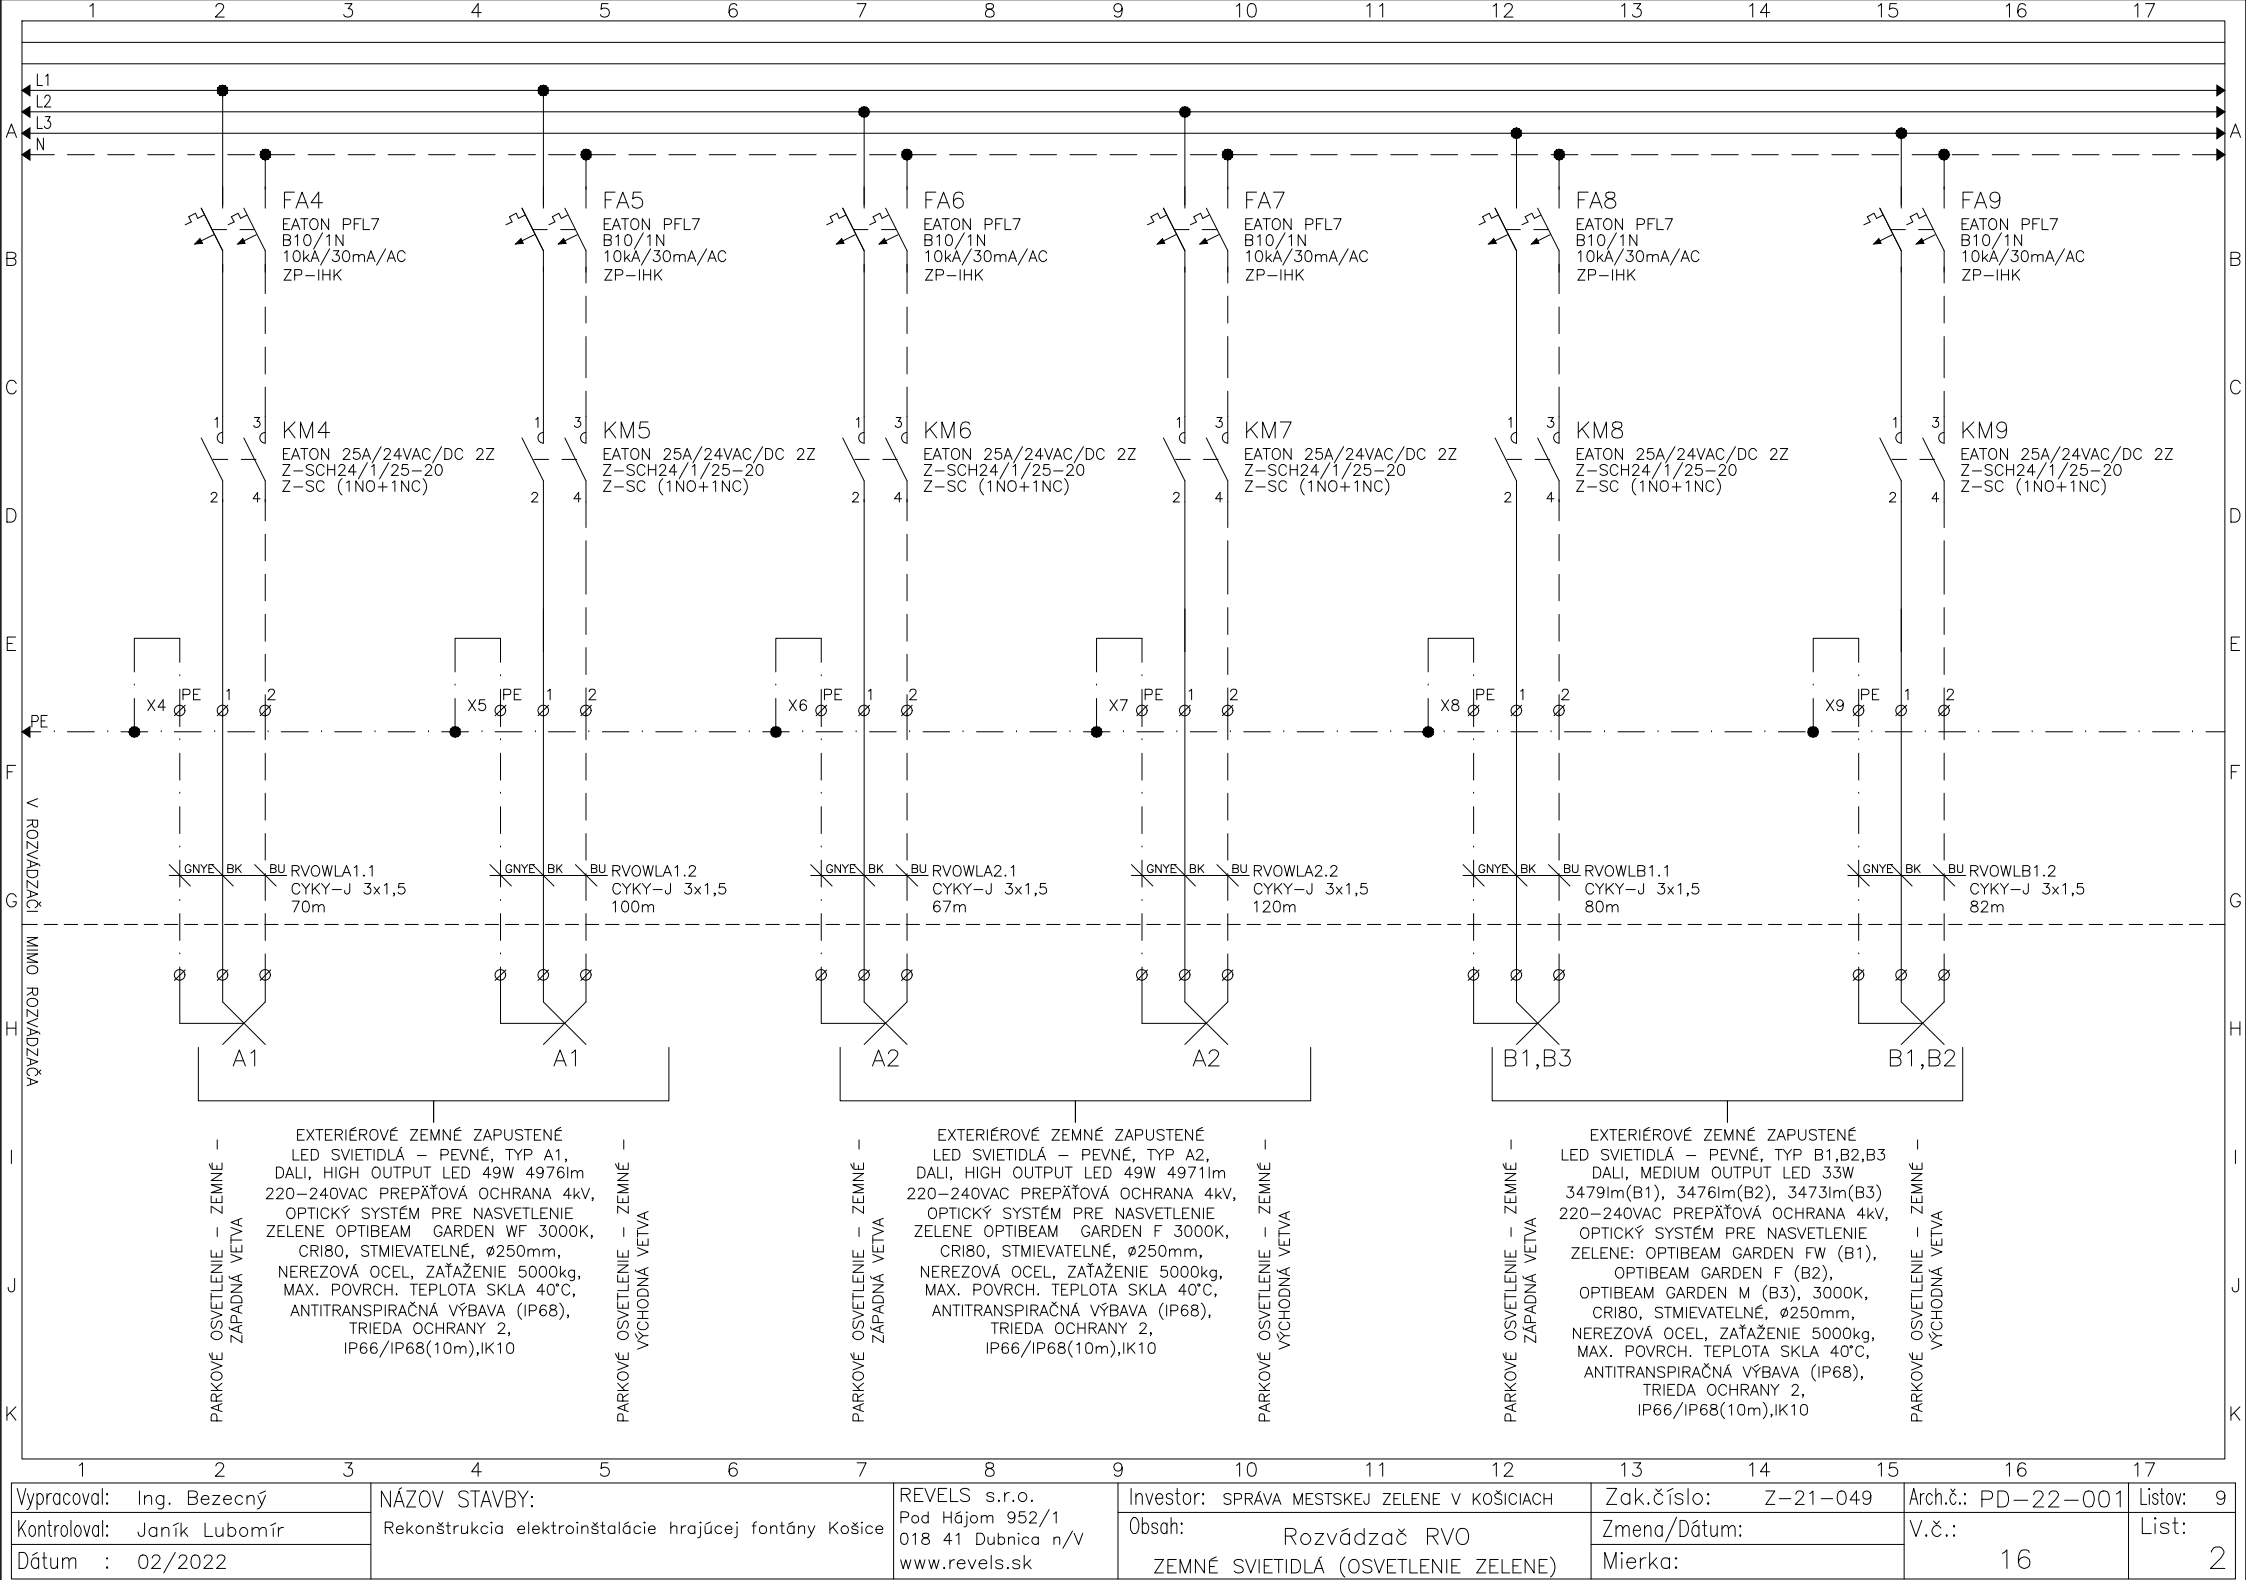 1 2 3 4 5 6 7 8 9 10 11 12 13 14 15 16 17
L1
L2
L3
N
A A
FA4
EATON PFL7
B10/1N
10kA/30mA/AC
ZP-IHK
FA5
EATON PFL7
B10/1N
10kA/30mA/AC
ZP-IHK
FA6
EATON PFL7
B10/1N
10kA/30mA/AC
ZP-IHK
FA7
EATON PFL7
B10/1N
10kA/30mA/AC
ZP-IHK
FA8
EATON PFL7
B10/1N
10kA/30mA/AC
ZP-IHK
FA9
EATON PFL7
B10/1N
10kA/30mA/AC
ZP-IHK
B B
C C
1 3
KM4
EATON 25A/24VAC/DC 2Z
Z-SCH24/1/25-20
Z-SC (1NO+1NC)
2 4
1 3
KM5
EATON 25A/24VAC/DC 2Z
Z-SCH24/1/25-20
Z-SC (1NO+1NC)
2 4
1 3
KM6
EATON 25A/24VAC/DC 2Z
Z-SCH24/1/25-20
Z-SC (1NO+1NC)
2 4
1 3
KM7
EATON 25A/24VAC/DC 2Z
Z-SCH24/1/25-20
Z-SC (1NO+1NC)
2 4
1 3
KM8
EATON 25A/24VAC/DC 2Z
Z-SCH24/1/25-20
Z-SC (1NO+1NC)
2 4
1 3
KM9
EATON 25A/24VAC/DC 2Z
Z-SCH24/1/25-20
Z-SC (1NO+1NC)
2 4
D D
E E
X4 PE 1 2
X5 PE 1 2
X6 PE 1 2
X7 PE 1 2
X8 PE 1 2
X9 PE 1 2
PE
F F
V ROZVÁDZAČI
MIMO ROZVÁDZAČA
GNYE BK BU RVOWLA1.1
CYKY-J 3x1,5
70m
GNYE BK BU RVOWLA1.2
CYKY-J 3x1,5
100m
GNYE BK BU RVOWLA2.1
CYKY-J 3x1,5
67m
GNYE BK BU RVOWLA2.2
CYKY-J 3x1,5
120m
GNYE BK BU RVOWLB1.1
CYKY-J 3x1,5
80m
GNYE BK BU RVOWLB1.2
CYKY-J 3x1,5
82m
G G
H H
A1 A1 A2 A2 B1,B3 B1,B2
I I
J J
K K
PARKOVÉ OSVETLENIE - ZEMNÉ -
ZÁPADNÁ VETVA
EXTERIÉROVÉ ZEMNÉ ZAPUSTENÉ
LED SVIETIDLÁ - PEVNÉ, TYP A1,
DALI, HIGH OUTPUT LED 49W 4976lm
220-240VAC PREPÄŤOVÁ OCHRANA 4kV,
OPTICKÝ SYSTÉM PRE NASVETLENIE
ZELENE OPTIBEAM GARDEN WF 3000K,
CRI80, STMIEVATELNÉ, ø250mm,
NEREZOVÁ OCEL, ZAŤAŽENIE 5000kg,
MAX. POVRCH. TEPLOTA SKLA 40°C,
ANTITRANSPIRAČNÁ VÝBAVA (IP68),
TRIEDA OCHRANY 2,
IP66/IP68(10m),IK10
PARKOVÉ OSVETLENIE - ZEMNÉ -
VÝCHODNÁ VETVA
PARKOVÉ OSVETLENIE - ZEMNÉ -
ZÁPADNÁ VETVA
EXTERIÉROVÉ ZEMNÉ ZAPUSTENÉ
LED SVIETIDLÁ - PEVNÉ, TYP A2,
DALI, HIGH OUTPUT LED 49W 4971lm
220-240VAC PREPÄŤOVÁ OCHRANA 4kV,
OPTICKÝ SYSTÉM PRE NASVETLENIE
ZELENE OPTIBEAM GARDEN F 3000K,
CRI80, STMIEVATELNÉ, ø250mm,
NEREZOVÁ OCEL, ZAŤAŽENIE 5000kg,
MAX. POVRCH. TEPLOTA SKLA 40°C,
ANTITRANSPIRAČNÁ VÝBAVA (IP68),
TRIEDA OCHRANY 2,
IP66/IP68(10m),IK10
PARKOVÉ OSVETLENIE - ZEMNÉ -
VÝCHODNÁ VETVA
PARKOVÉ OSVETLENIE - ZEMNÉ -
ZÁPADNÁ VETVA
EXTERIÉROVÉ ZEMNÉ ZAPUSTENÉ
LED SVIETIDLÁ - PEVNÉ, TYP B1,B2,B3
DALI, MEDIUM OUTPUT LED 33W
3479lm(B1), 3476lm(B2), 3473lm(B3)
220-240VAC PREPÄŤOVÁ OCHRANA 4kV,
OPTICKÝ SYSTÉM PRE NASVETLENIE
ZELENE: OPTIBEAM GARDEN FW (B1),
OPTIBEAM GARDEN F (B2),
OPTIBEAM GARDEN M (B3), 3000K,
CRI80, STMIEVATELNÉ, ø250mm,
NEREZOVÁ OCEL, ZAŤAŽENIE 5000kg,
MAX. POVRCH. TEPLOTA SKLA 40°C,
ANTITRANSPIRAČNÁ VÝBAVA (IP68),
TRIEDA OCHRANY 2,
IP66/IP68(10m),IK10
PARKOVÉ OSVETLENIE - ZEMNÉ -
VÝCHODNÁ VETVA
1 2 3 4 5 6 7 8 9 10 11 12 13 14 15 16 17
Vypracoval: Ing. Bezecný
Kontroloval: Janík Lubomír
Dátum : 02/2022
NÁZOV STAVBY:
Rekonštrukcia elektroinštalácie hrajúcej fontány Košice
REVELS s.r.o.
Pod Hájom 952/1
018 41 Dubnica n/V
www.revels.sk
Investor: SPRÁVA MESTSKEJ ZELENE V KOŠICIACH
Obsah: Rozvádzač RVO
ZEMNÉ SVIETIDLÁ (OSVETLENIE ZELENE)
Zak.číslo: Z-21-049
Zmena/Dátum:
Mierka:
Arch.č.: PD-22-001
V.č.:
16
Listov: 9
List:
2